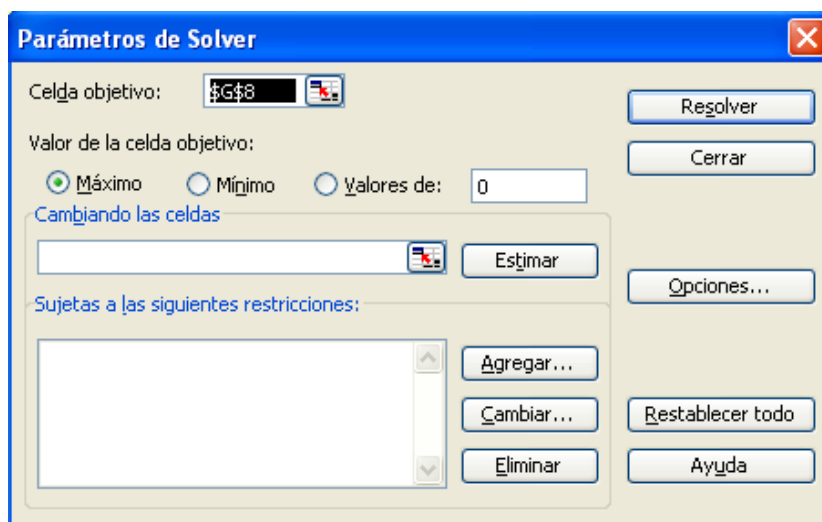 Parámetros de Solver
Celda objetivo: $G$8
Resolver
Valor de la celda objetivo:
Cerrar
Máximo Mínimo Valores de: 0
Cambiando las celdas
Estimar
Opciones...
Sujetas a las siguientes restricciones:
Agregar...
Cambiar... Restablecer todo
Eliminar Ayuda